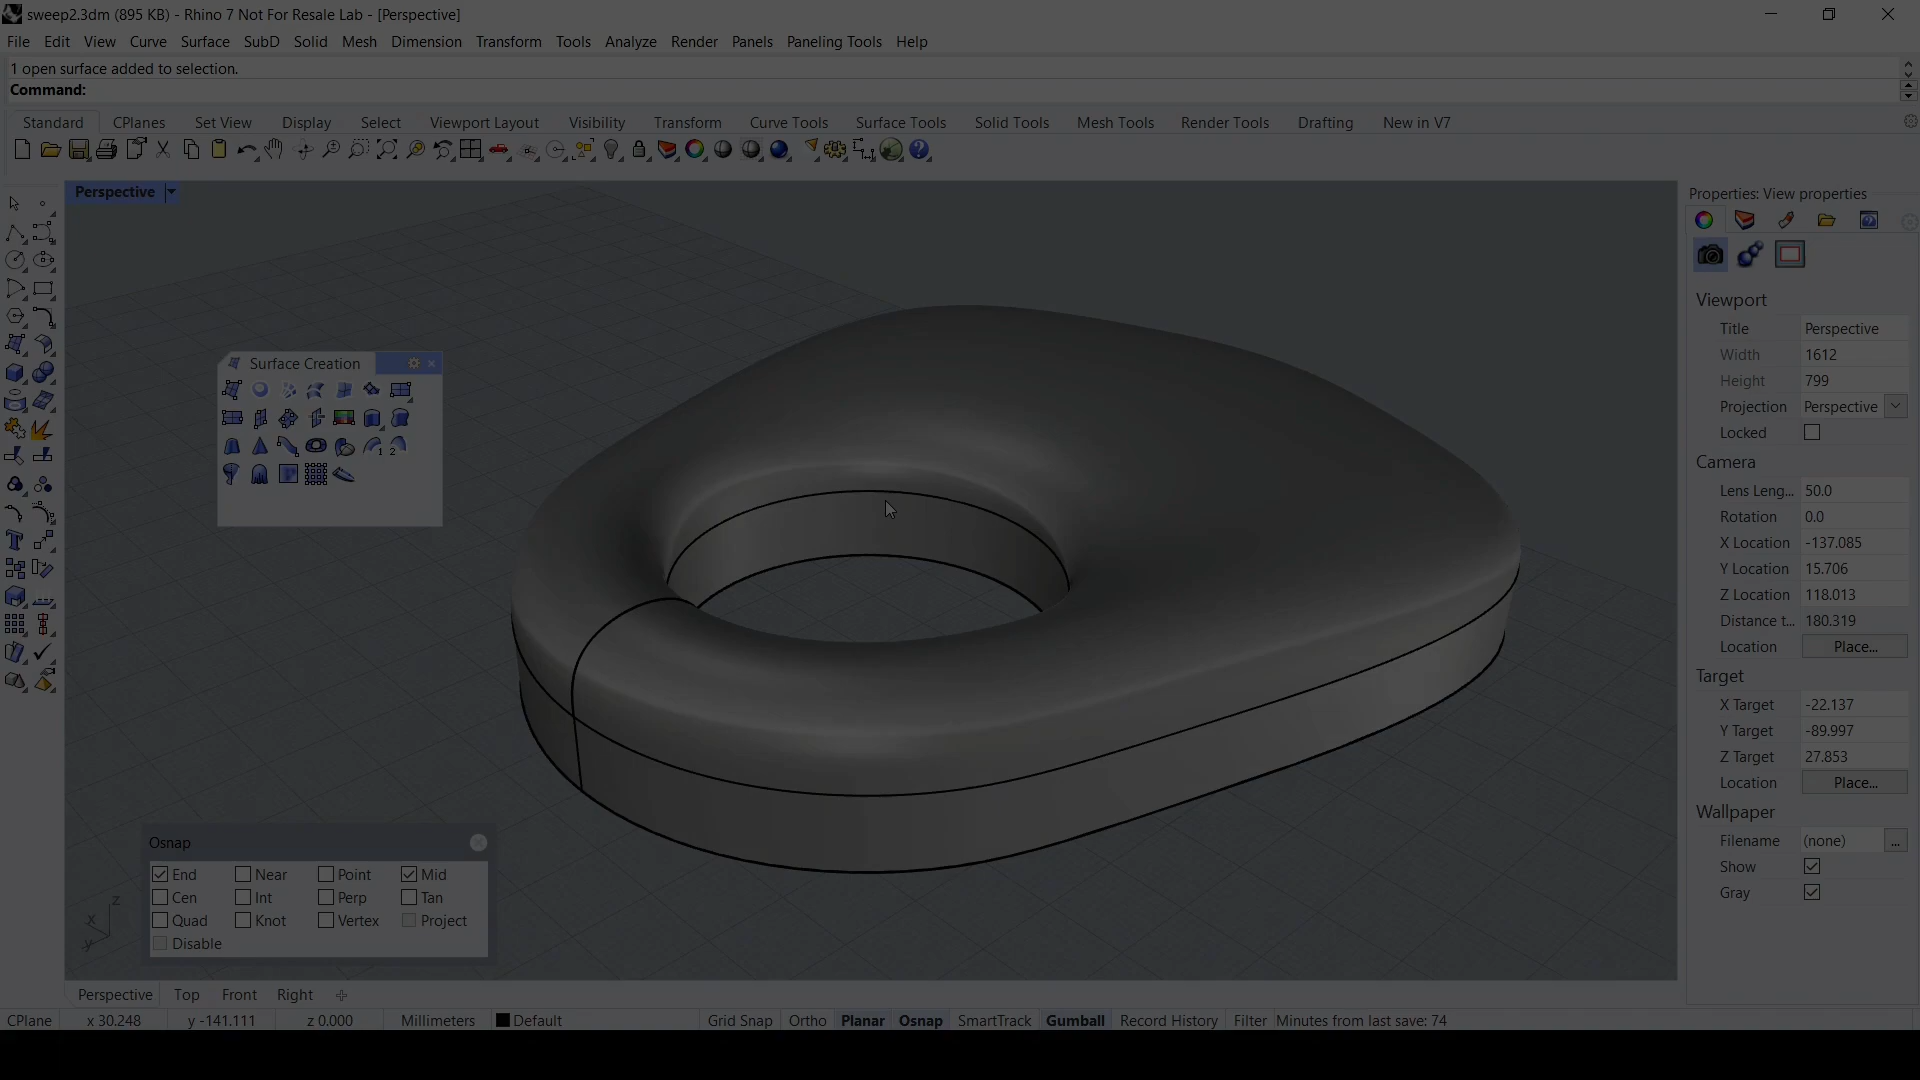 sweep2.3dm (895 KB) - Rhino 7 Not For Resale Lab - [Perspective]
File Edit View Curve Surface SubD Solid Mesh Dimension Transform Tools Analyze Render Panels Paneling Tools Help
1 open surface added to selection.
Command:
Standard CPlanes Set View Display Select Viewport Layout Visibility Transform Curve Tools Surface Tools Solid Tools Mesh Tools Render Tools Drafting New in V7
Perspective
Properties: View properties
Viewport
Title Perspective
Width 1612
Height 799
Projection Perspective
Locked
Camera
Lens Leng... 50.0
Rotation 0.0
X Location -137.085
Y Location 15.706
Z Location 118.013
Distance t... 180.319
Location Place...
Target
X Target -22.137
Y Target -89.997
Z Target 27.853
Location Place...
Wallpaper
Filename (none) ...
Show
Gray
Surface Creation
1 2
Osnap
End Near Point Mid
Cen Int Perp Tan
Quad Knot Vertex Project
Disable
z
x
y
Perspective Top Front Right
CPlane x 30.248 y -141.111 z 0.000 Millimeters Default Grid Snap Ortho Planar Osnap SmartTrack Gumball Record History Filter Minutes from last save: 74